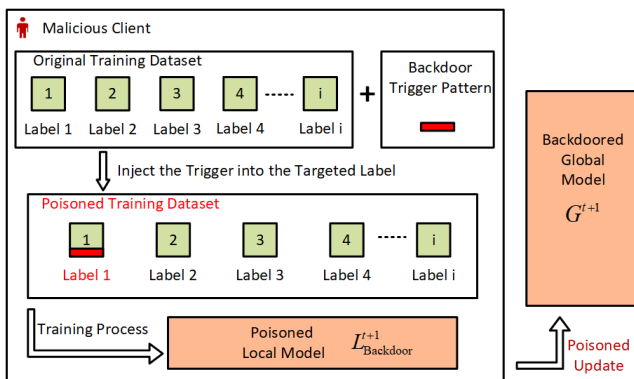 Malicious Client
Original Training Dataset
1 2 3 4 i
Label 1 Label 2 Label 3 Label 4 Label i
+
Backdoor
Trigger Pattern
Inject the Trigger into the Targeted Label
Poisoned Training Dataset
1 2 3 4 i
Label 1 Label 2 Label 3 Label 4 Label i
Training Process
Poisoned
Local Model
L^{t+1}_{Backdoor}
Backdoored
Global
Model
G^{t+1}
Poisoned
Update